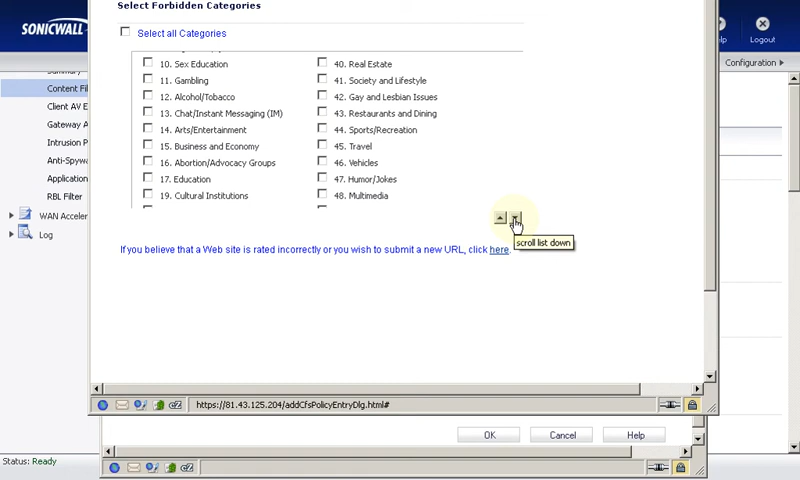 Select Forbidden Categories
Select all Categories
10. Sex Education
40. Real Estate
11. Gambling
41. Society and Lifestyle
12. Alcohol/Tobacco
42. Gay and Lesbian Issues
13. Chat/Instant Messaging (IM)
43. Restaurants and Dining
14. Arts/Entertainment
44. Sports/Recreation
15. Business and Economy
45. Travel
16. Abortion/Advocacy Groups
46. Vehicles
17. Education
47. Humor/Jokes
19. Cultural Institutions
48. Multimedia
scroll list down
If you believe that a Web site is rated incorrectly or you wish to submit a new URL, click here.
https://81.43.125.204/addCfsPolicyEntryDlg.html#
OK
Cancel
Help
SONICWALL
Summary
Content Fil
Client AV E
Gateway A
Intrusion P
Anti-Spyw
Application
RBL Filter
WAN Acceler
Log
Status: Ready
lp
Logout
Configuration